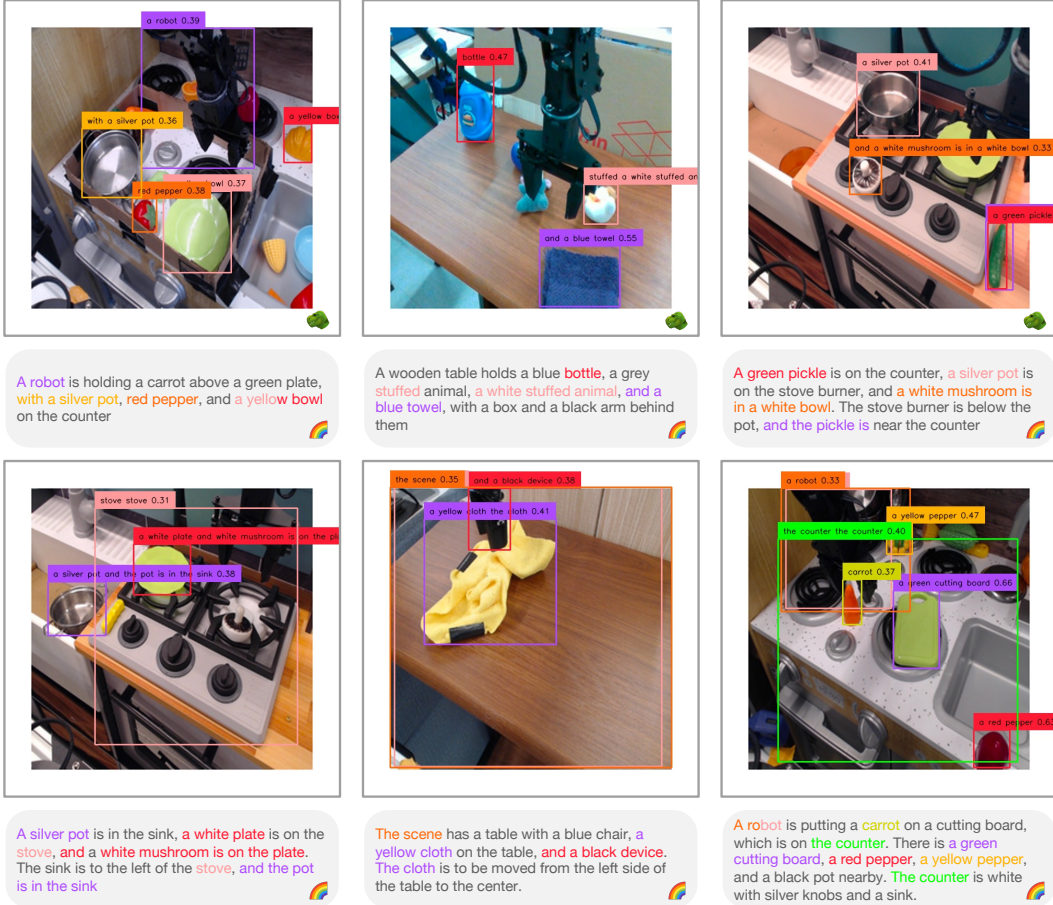 a robot 0.39
with a silver pot 0.36
a yellow bo
owl 0.37
red pepper 0.38
bottle 0.47
stuffed a white stuffed an
and a blue towel 0.55
a silver pot 0.41
and a white mushroom is in a white bowl 0.33
a green pickle
A robot is holding a carrot above a green plate,
with a silver pot, red pepper, and a yellow bowl
on the counter
A wooden table holds a blue bottle, a grey
stuffed animal, a white stuffed animal, and a
blue towel, with a box and a black arm behind
them
A green pickle is on the counter, a silver pot is
on the stove burner, and a white mushroom is
in a white bowl. The stove burner is below the
pot, and the pickle is near the counter
stove stove 0.31
a white plate and white mushroom is on the pl
a silver pot and the pot is in the sink 0.38
the scene 0.35
and a black device 0.38
a yellow cloth the cloth 0.41
a robot 0.33
a yellow pepper 0.47
the counter the counter 0.40
carrot 0.37
a green cutting board 0.66
a red pepper 0.6
A silver pot is in the sink, a white plate is on the
stove, and a white mushroom is on the plate.
The sink is to the left of the stove, and the pot
is in the sink
The scene has a table with a blue chair, a
yellow cloth on the table, and a black device.
The cloth is to be moved from the left side of
the table to the center.
A robot is putting a carrot on a cutting board,
which is on the counter. There is a green
cutting board, a red pepper, a yellow pepper,
and a black pot nearby. The counter is white
with silver knobs and a sink.